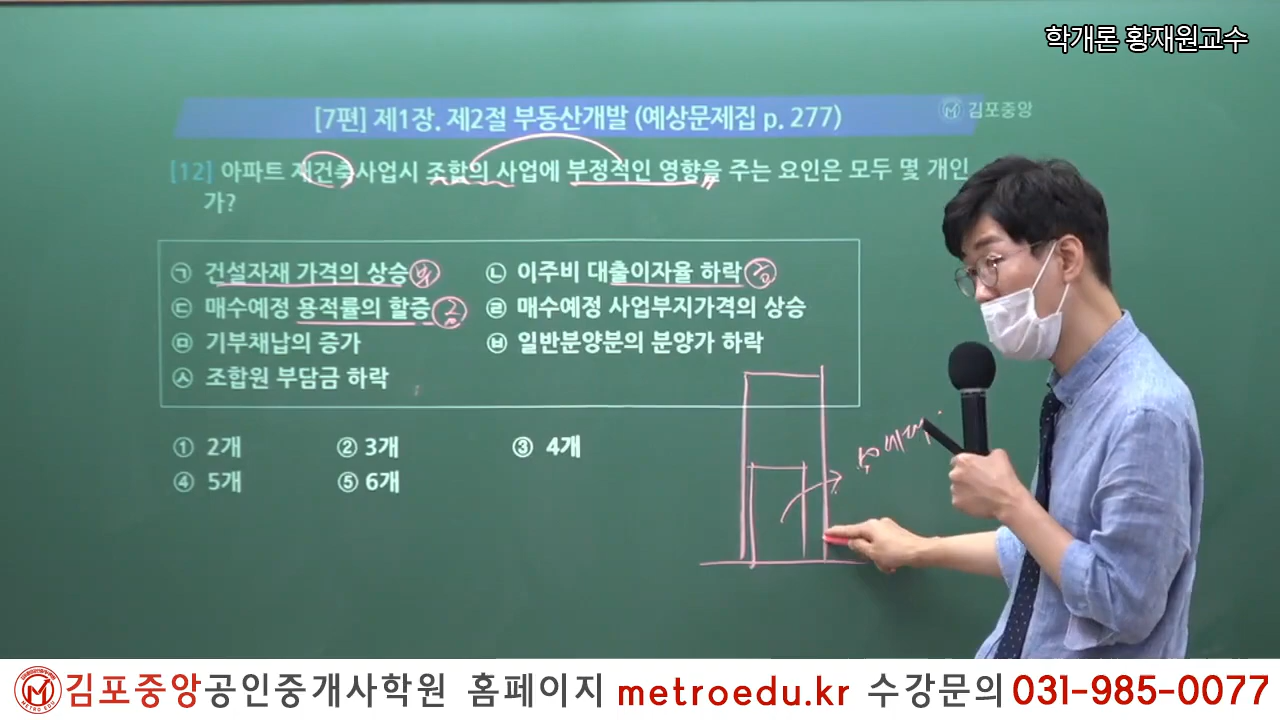 학개론 황재원교수
[7편] 제1장. 제2절 부동산개발 (예상문제집 p. 277)
김포중앙
[12] 아파트 재건축사업시 조합의 사업에 부정적인 영향을 주는 요인은 모두 몇 개인
가?
㉠ 건설자재 가격의 상승 부
㉡ 이주비 대출이자율 하락 긍
㉢ 매수예정 용적률의 할증 긍
㉣ 매수예정 사업부지가격의 상승
㉤ 기부채납의 증가
㉥ 일반분양분의 분양가 하락
㉦ 조합원 부담금 하락
① 2개
② 3개
③ 4개
④ 5개
⑤ 6개
김포중앙공인중개사학원 홈페이지 metroedu.kr 수강문의 031-985-0077